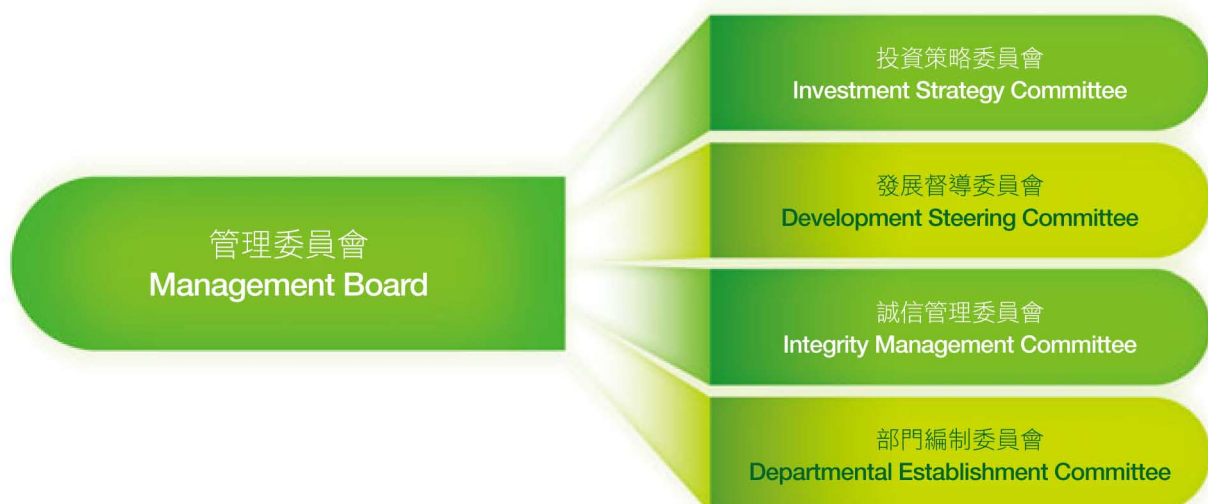 管理委員會
Management Board
投資策略委員會
Investment Strategy Committee
發展督導委員會
Development Steering Committee
誠信管理委員會
Integrity Management Committee
部門編制委員會
Departmental Establishment Committee